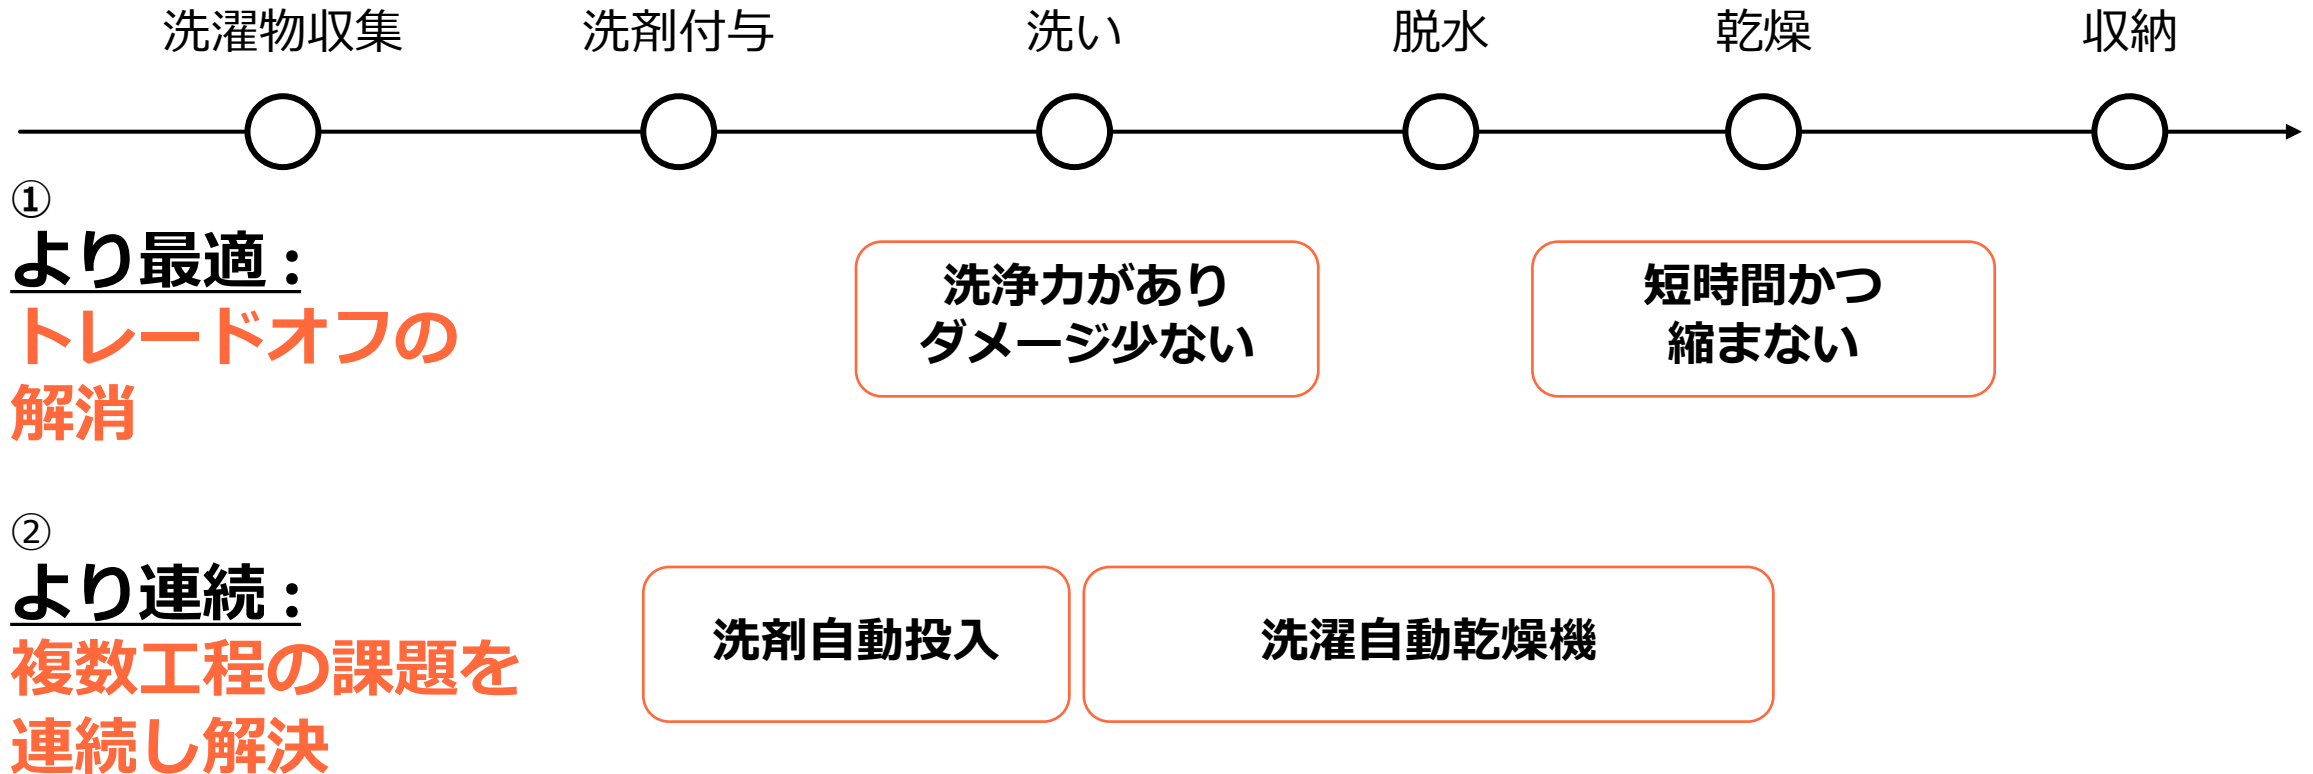 洗濯物収集
洗剤付与
洗い
脱水
乾燥
収納
①
より最適：
トレードオフの
解消
洗浄力があり
ダメージ少ない
短時間かつ
縮まない
②
より連続：
複数工程の課題を
連続し解決
洗剤自動投入
洗濯自動乾燥機